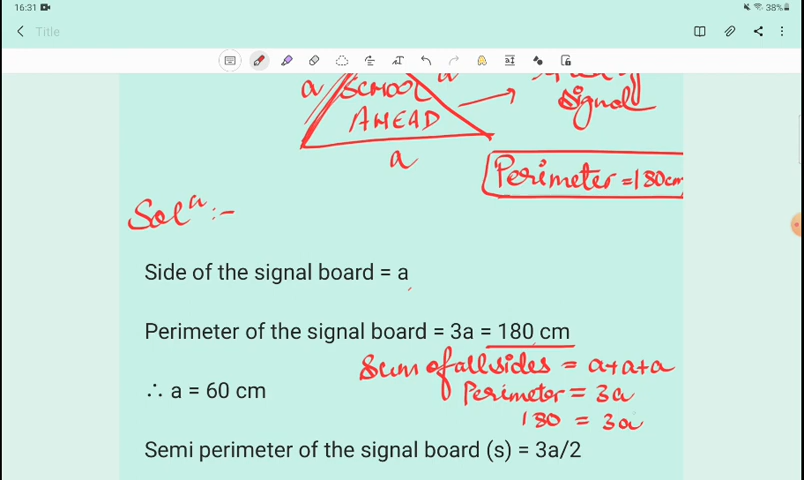 16:31
38%
Title
a SCHOOL a
AHEAD
signal
a
Perimeter = 180cm
Solⁿ :-
Side of the signal board = a
Perimeter of the signal board = 3a = 180 cm
Sum of all sides = a+a+a
Perimeter = 3a
∴ a = 60 cm
180 = 3a
Semi perimeter of the signal board (s) = 3a/2